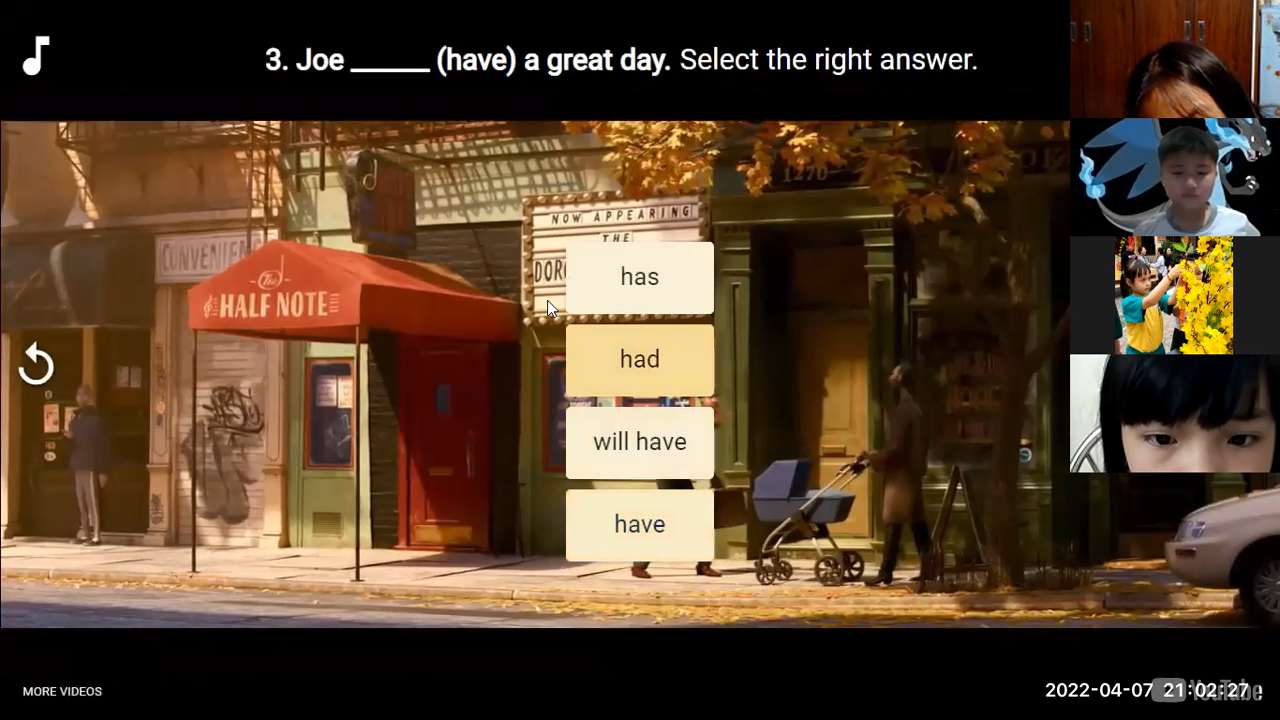 3. Joe ______ (have) a great day. Select the right answer.
1270
NOW APPEARING
THE
CONVENIEN
DORO
The
HALF NOTE
has
had
will have
have
MORE VIDEOS
2022-04-07 21:02:27
YouTube